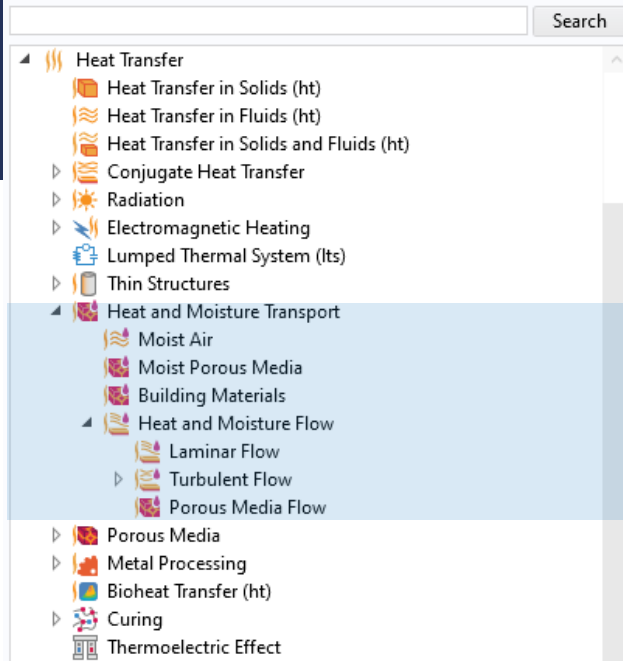 Search
Heat Transfer
Heat Transfer in Solids (ht)
Heat Transfer in Fluids (ht)
Heat Transfer in Solids and Fluids (ht)
Conjugate Heat Transfer
Radiation
Electromagnetic Heating
Lumped Thermal System (lts)
Thin Structures
Heat and Moisture Transport
Moist Air
Moist Porous Media
Building Materials
Heat and Moisture Flow
Laminar Flow
Turbulent Flow
Porous Media Flow
Porous Media
Metal Processing
Bioheat Transfer (ht)
Curing
Thermoelectric Effect